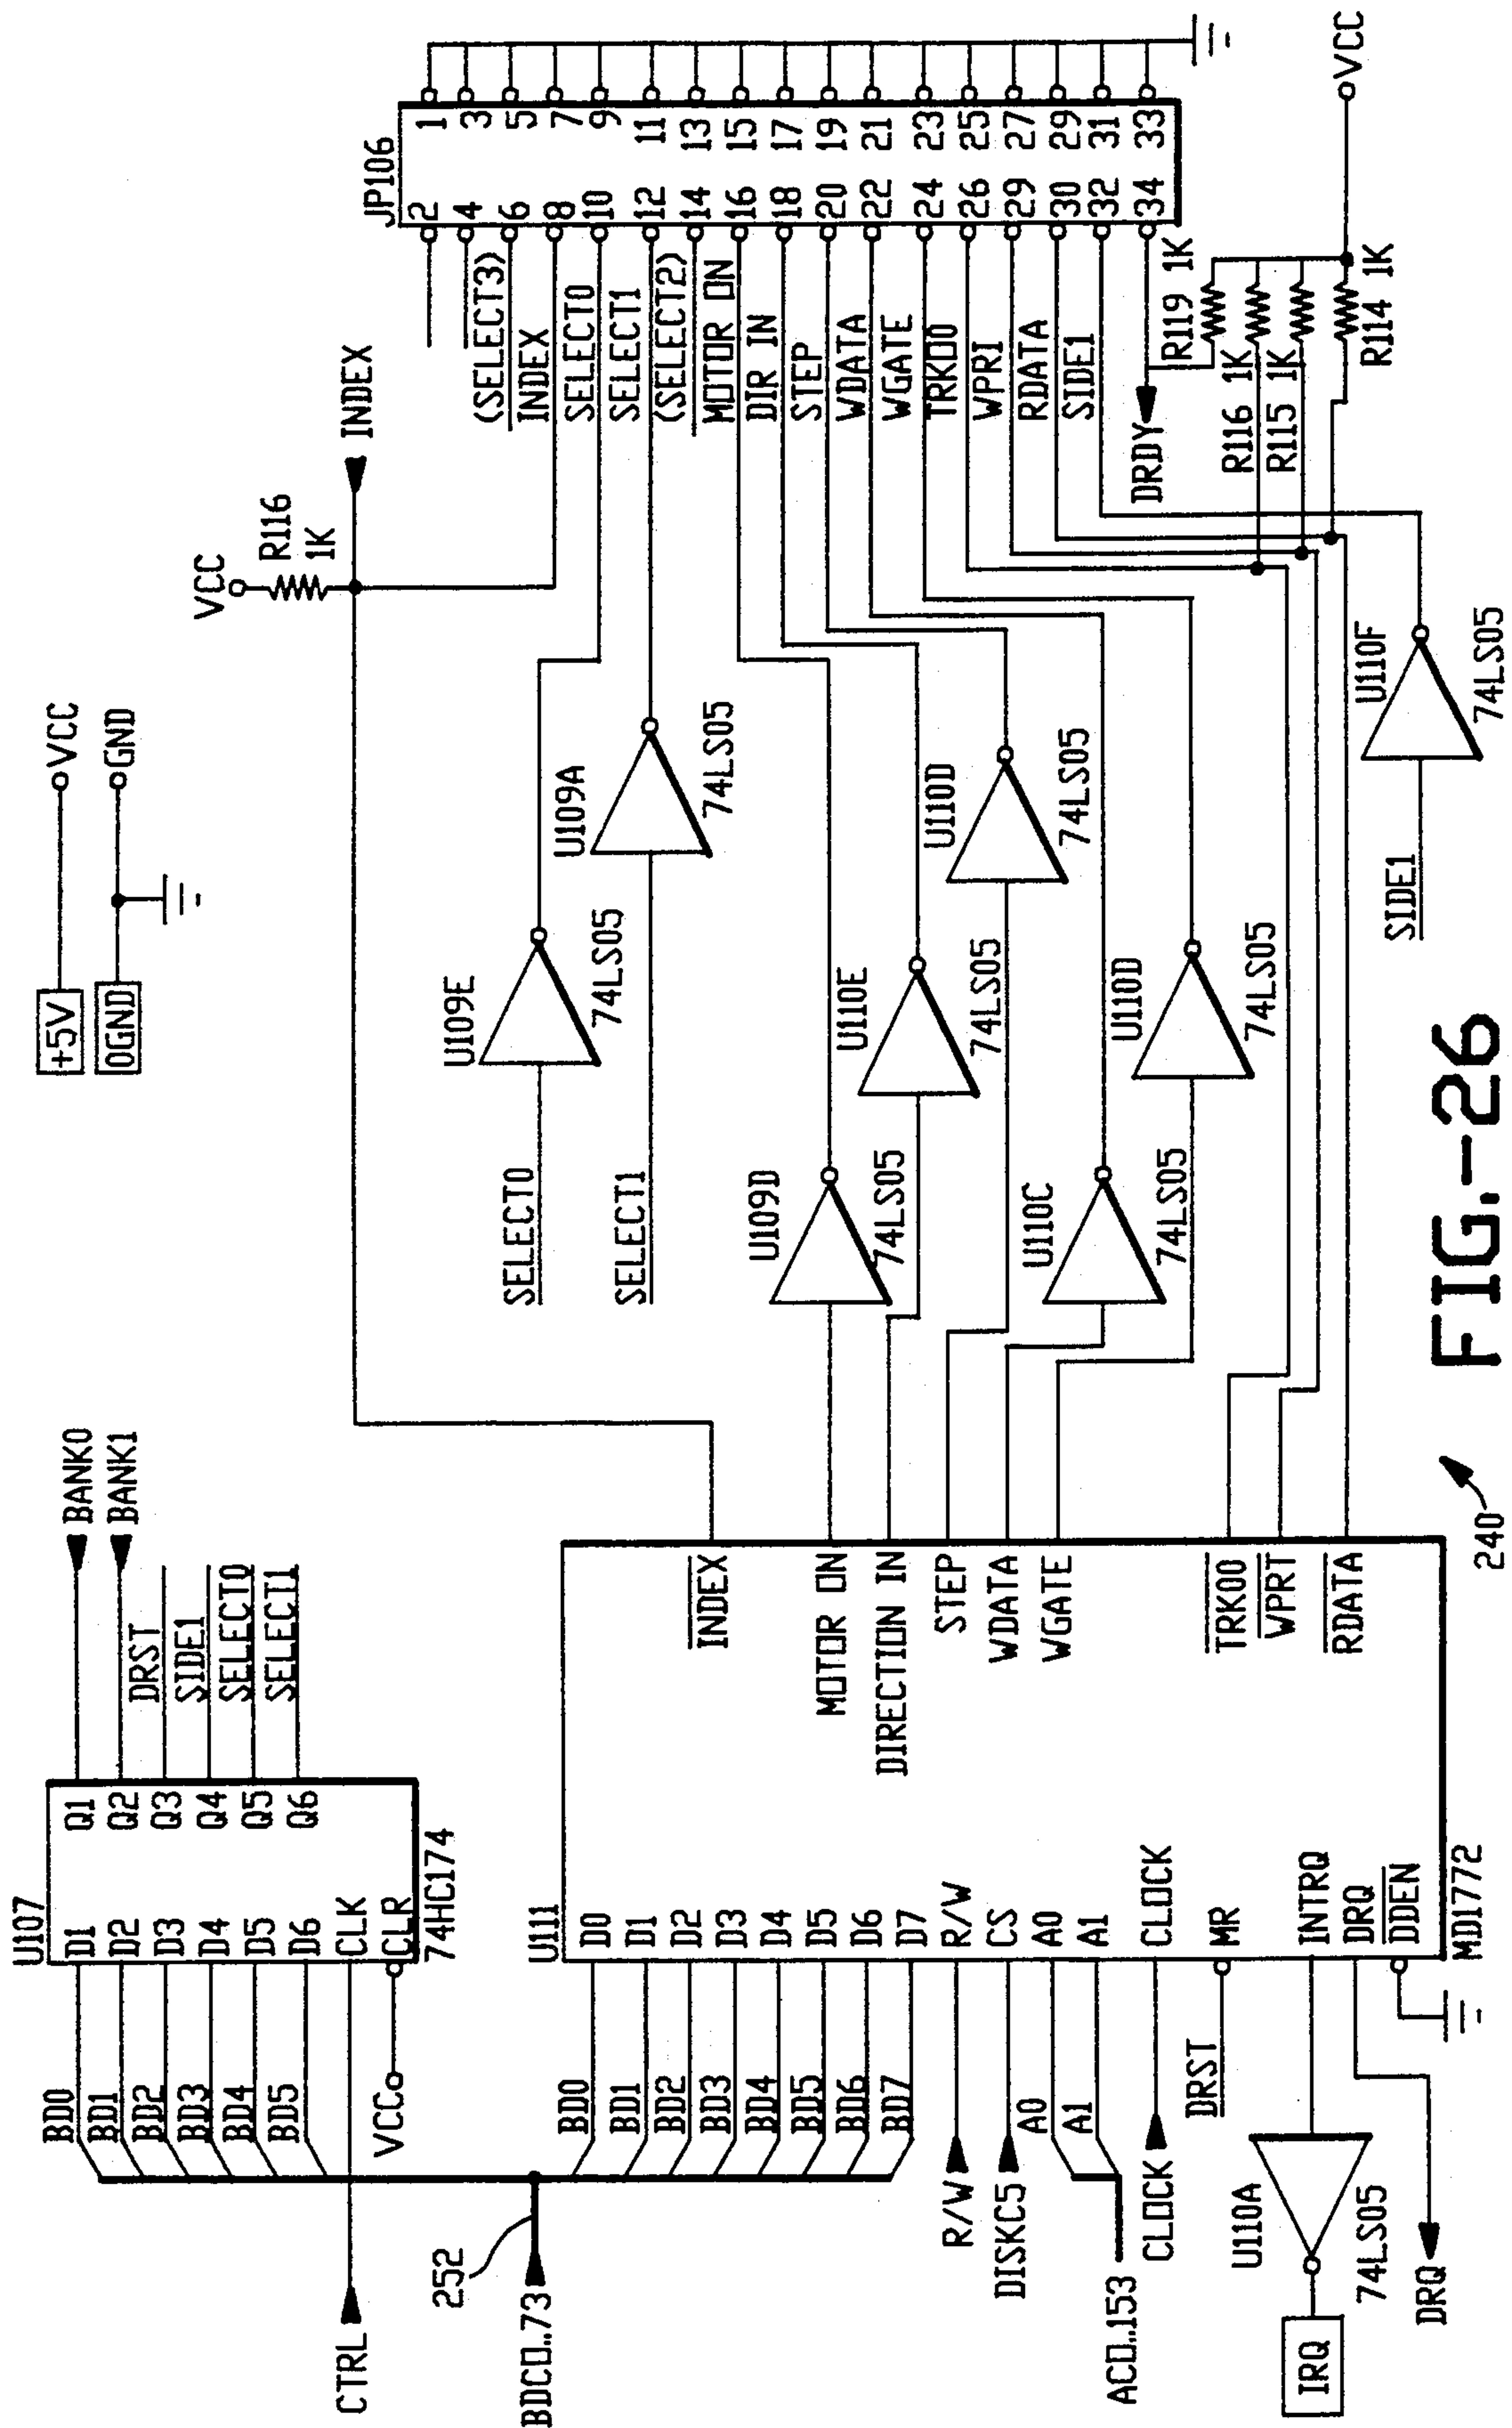 U107
D1
D2
D3
D4
D5
D6
CLK
CLR
Q1
Q2
Q3
Q4
Q5
Q6
74HC174
BD0
BD1
BD2
BD3
BD4
BD5
CTRL
VCC
BANK0
BANK1
DRST
SIDE1
SELECT0
SELECT1
252
BDCD..73
U111
D0
D1
D2
D3
D4
D5
D6
D7
R/W
CS
A0
A1
CLOCK
MR
INTRQ
DRQ
DDEN
MD1772
BD0
BD1
BD2
BD3
BD4
BD5
BD6
BD7
R/W
DISKC5
A0
A1
ACD..153
CLOCK
DRST
U110A
74LS05
IRQ
DRQ
INDEX
MOTOR ON
DIRECTION IN
STEP
WDATA
WGATE
TRK00
WPRT
RDATA
240
+5V
VCC
0GND
GND
VCC
R116
1K
INDEX
SELECT0
U109E
74LS05
SELECT1
U109A
74LS05
U109D
74LS05
U110E
74LS05
U110D
74LS05
U110C
74LS05
U110D
74LS05
SIDE1
U110F
74LS05
JP106
2 1
4 3
6 5
8 7
10 9
12 11
14 13
16 15
18 17
20 19
22 21
24 23
26 25
29 27
30 29
32 31
34 33
(SELECT3)
INDEX
SELECT0
SELECT1
(SELECT2)
MOTOR ON
DIR IN
STEP
WDATA
WGATE
TRKD0
WPRI
RDATA
SIDE1
DRDY
R119 1K
R116 1K
R115 1K
R114 1K
VCC
FIG.-26